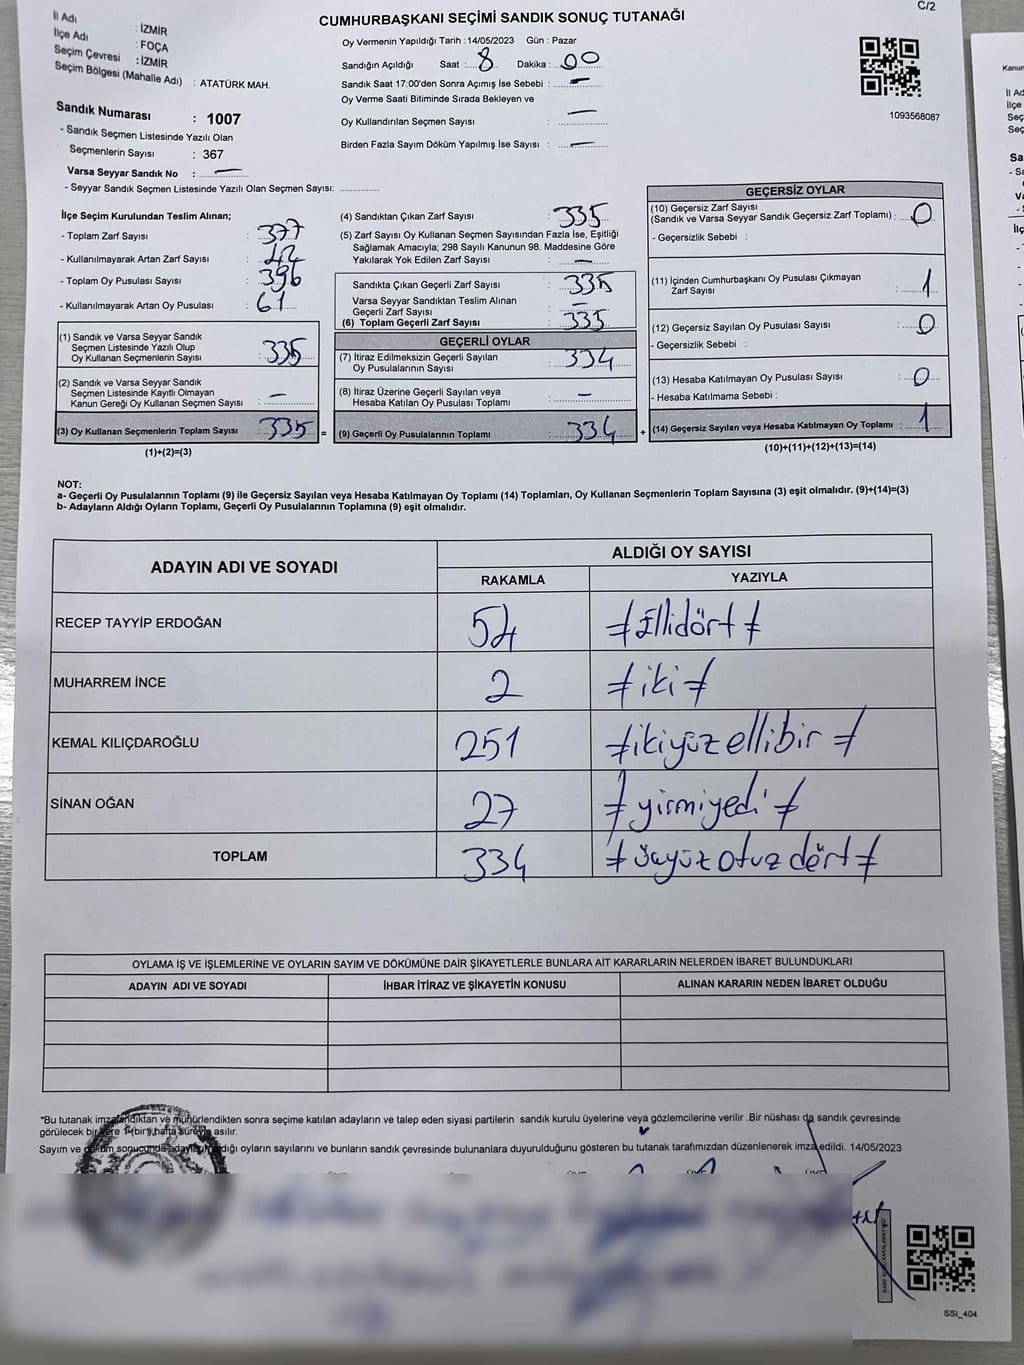 C/2
CUMHURBAŞKANI SEÇİMİ SANDIK SONUÇ TUTANAĞI
İl Adı : İZMİR
İlçe Adı : FOÇA
Seçim Çevresi : İZMİR
Seçim Bölgesi (Mahalle Adı) : ATATÜRK MAH.
Sandık Numarası : 1007
- Sandık Seçmen Listesinde Yazılı Olan
Seçmenlerin Sayısı : 367
Varsa Seyyar Sandık No : —
- Seyyar Sandık Seçmen Listesinde Yazılı Olan Seçmen Sayısı: ..............
Oy Vermenin Yapıldığı Tarih : 14/05/2023 Gün : Pazar
Sandığın Açıldığı Saat : 8 Dakika : 00
Sandık Saat 17:00'den Sonra Açımış İse Sebebi : —
Oy Verme Saati Bitiminde Sırada Bekleyen ve
Oy Kullandırılan Seçmen Sayısı : —
Birden Fazla Sayım Döküm Yapılmış İse Sayısı : —
1093568087
İlçe Seçim Kurulundan Teslim Alınan;
- Toplam Zarf Sayısı : 377
- Kullanılmayarak Artan Zarf Sayısı : 42
- Toplam Oy Pusulası Sayısı : 396
- Kullanılmayarak Artan Oy Pusulası : 61
(1) Sandık ve Varsa Seyyar Sandık
Seçmen Listesinde Yazılı Olup
Oy Kullanan Seçmenlerin Sayısı : 335
(2) Sandık ve Varsa Seyyar Sandık
Seçmen Listesinde Kayıtlı Olmayan
Kanun Gereği Oy Kullanan Seçmen Sayısı : —
(3) Oy Kullanan Seçmenlerin Toplam Sayısı : 335 =
(1)+(2)=(3)
(4) Sandıktan Çıkan Zarf Sayısı : 335
(5) Zarf Sayısı Oy Kullanan Seçmen Sayısından Fazla İse, Eşitliği
Sağlamak Amacıyla; 298 Sayılı Kanunun 98. Maddesine Göre
Yakılarak Yok Edilen Zarf Sayısı : —
Sandıkta Çıkan Geçerli Zarf Sayısı : 335
Varsa Seyyar Sandıktan Teslim Alınan
Geçerli Zarf Sayısı : —
(6) Toplam Geçerli Zarf Sayısı : 335
GEÇERLİ OYLAR
(7) İtiraz Edilmeksizin Geçerli Sayılan
Oy Pusulalarının Sayısı : 334
(8) İtiraz Üzerine Geçerli Sayılan veya
Hesaba Katılan Oy Pusulası Toplamı : —
(9) Geçerli Oy Pusulalarının Toplamı : 334 +
GEÇERSİZ OYLAR
(10) Geçersiz Zarf Sayısı
(Sandık ve Varsa Seyyar Sandık Geçersiz Zarf Toplamı) : 0
- Geçersizlik Sebebi :
(11) İçinden Cumhurbaşkanı Oy Pusulası Çıkmayan
Zarf Sayısı : 1
(12) Geçersiz Sayılan Oy Pusulası Sayısı : 0
- Geçersizlik Sebebi :
(13) Hesaba Katılmayan Oy Pusulası Sayısı : 0
- Hesaba Katılmama Sebebi :
(14) Geçersiz Sayılan veya Hesaba Katılmayan Oy Toplamı : 1
(10)+(11)+(12)+(13)=(14)
NOT:
a- Geçerli Oy Pusulalarının Toplamı (9) ile Geçersiz Sayılan veya Hesaba Katılmayan Oy Toplamı (14) Toplamları, Oy Kullanan Seçmenlerin Toplam Sayısına (3) eşit olmalıdır. (9)+(14)=(3)
b- Adayların Aldığı Oyların Toplamı, Geçerli Oy Pusulalarının Toplamına (9) eşit olmalıdır.
ADAYIN ADI VE SOYADI ALDIĞI OY SAYISI
RAKAMLA YAZIYLA
RECEP TAYYİP ERDOĞAN 54 ≠ Ellidört ≠
MUHARREM İNCE 2 ≠ iki ≠
KEMAL KILIÇDAROĞLU 251 ≠ ikiyüzellibir ≠
SİNAN OĞAN 27 ≠ yirmiyedi ≠
TOPLAM 334 ≠ üçyüzotuzdört ≠
OYLAMA İŞ VE İŞLEMLERİNE VE OYLARIN SAYIM VE DÖKÜMÜNE DAİR ŞİKAYETLERLE BUNLARA AİT KARARLARIN NELERDEN İBARET BULUNDUKLARI
ADAYIN ADI VE SOYADI İHBAR İTİRAZ VE ŞİKAYETİN KONUSU ALINAN KARARIN NEDEN İBARET OLDUĞU
*Bu tutanak imzalandıktan ve mühürlendikten sonra seçime katılan adayların ve talep eden siyasi partilerin sandık kurulu üyelerine veya gözlemcilerine verilir .Bir nüshası da sandık çevresinde
görülecek bir yere 1 (bir) hafta süreyle asılır.
Sayım ve döküm sonucunda adayların aldığı oyların sayılarını ve bunların sandık çevresinde bulunanlara duyurulduğunu gösteren bu tutanak tarafımızdan düzenlenerek imza edildi. 14/05/2023
SSI_404